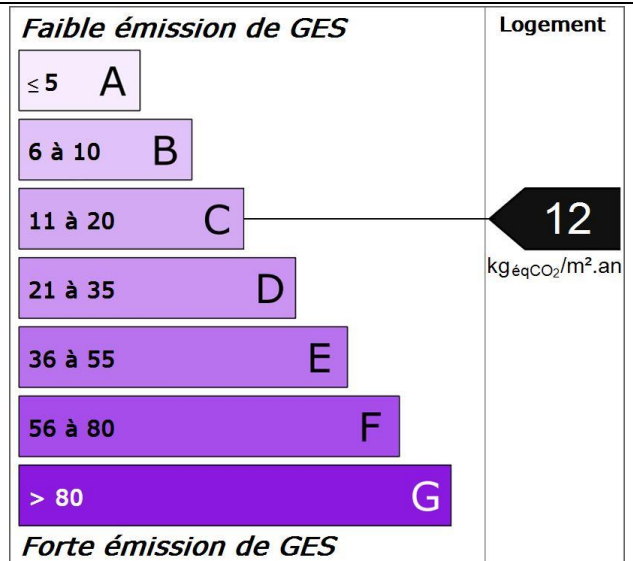 Faible émission de GES
Logement
≤ 5 A
6 à 10 B
11 à 20 C
12
kgéqCO₂/m².an
21 à 35 D
36 à 55 E
56 à 80 F
> 80 G
Forte émission de GES